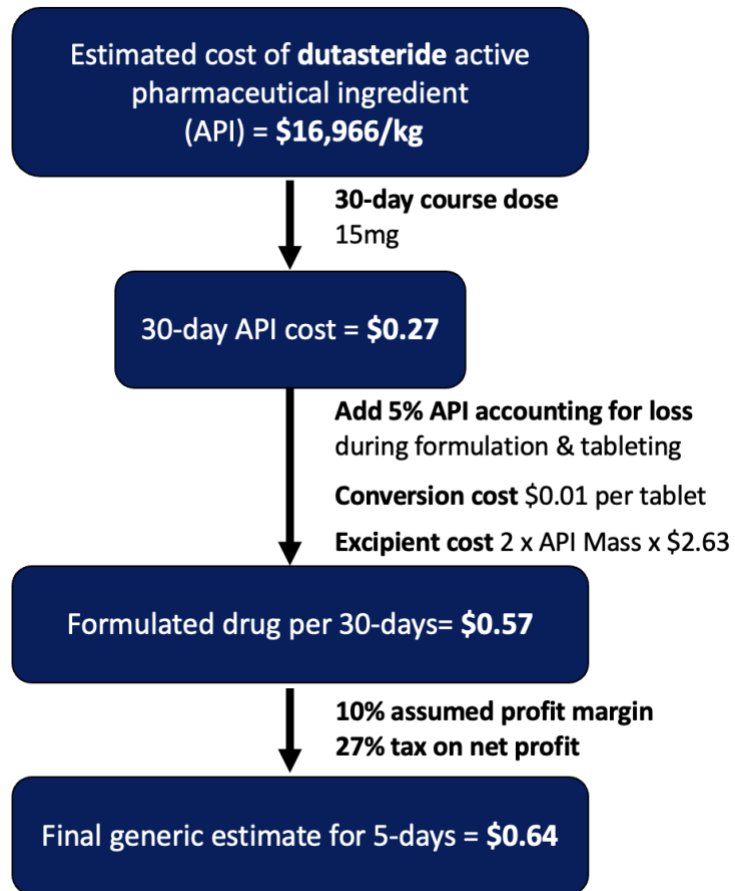 Estimated cost of dutasteride active
pharmaceutical ingredient
(API) = $16,966/kg
30-day course dose
15mg
30-day API cost = $0.27
Add 5% API accounting for loss
during formulation & tableting
Conversion cost $0.01 per tablet
Excipient cost 2 x API Mass x $2.63
Formulated drug per 30-days= $0.57
10% assumed profit margin
27% tax on net profit
Final generic estimate for 5-days = $0.64